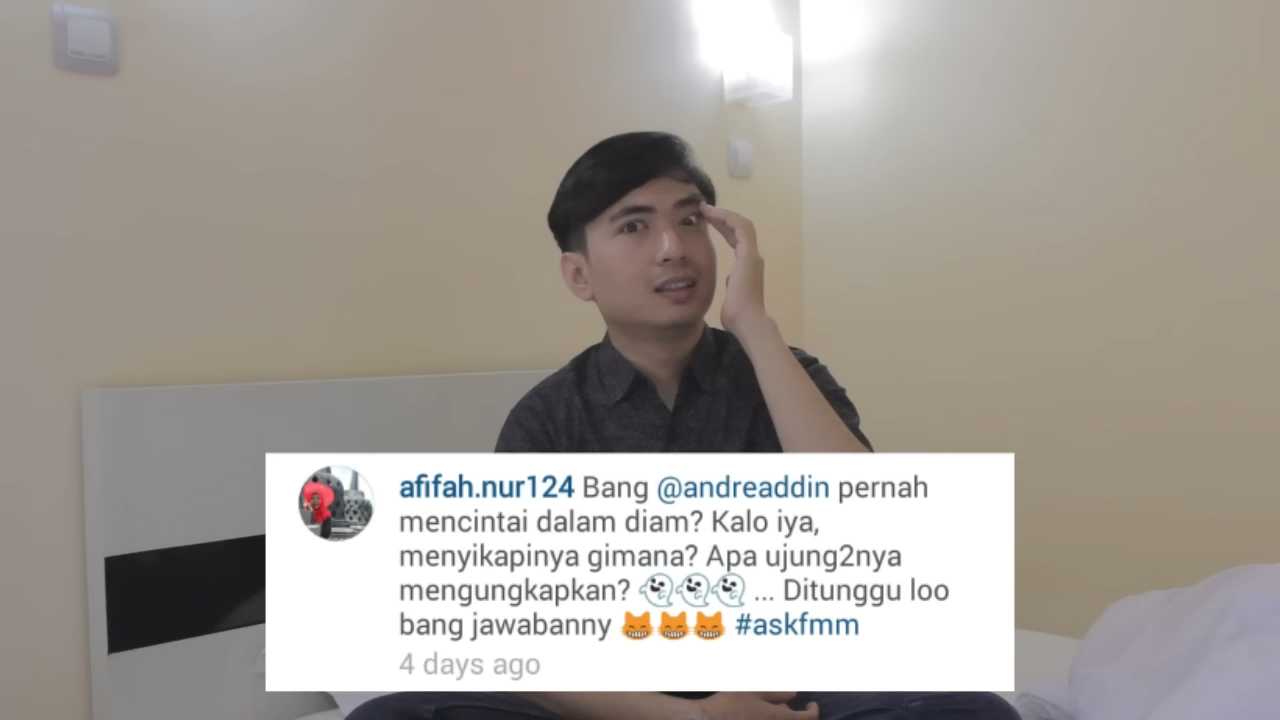 afifah.nur124 Bang @andreaddin pernah
mencintai dalam diam? Kalo iya,
menyikapinya gimana? Apa ujung2nya
mengungkapkan? 👻👻👻 ... Ditunggu loo
bang jawabanny 😸😸😸 #askfmm
4 days ago